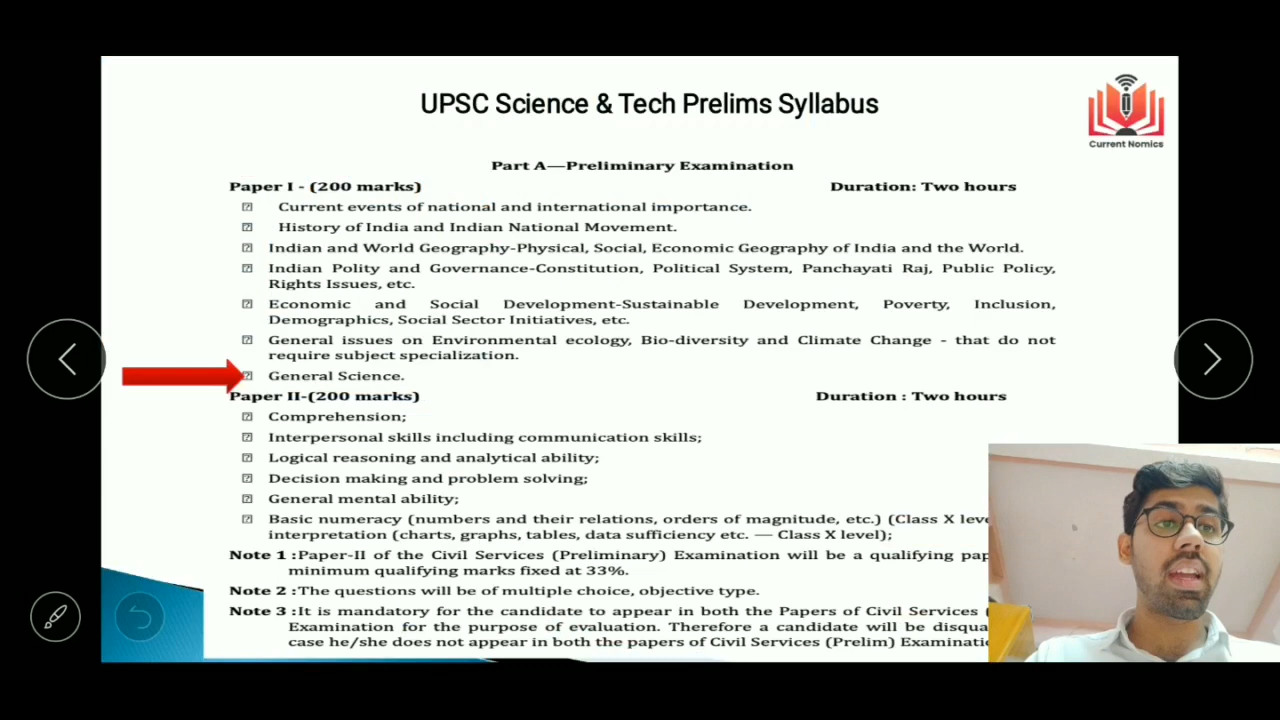 UPSC Science & Tech Prelims Syllabus
Current Nomics
Part A—Preliminary Examination
Paper I - (200 marks) Duration: Two hours
Current events of national and international importance.
History of India and Indian National Movement.
Indian and World Geography-Physical, Social, Economic Geography of India and the World.
Indian Polity and Governance-Constitution, Political System, Panchayati Raj, Public Policy,
Rights Issues, etc.
Economic and Social Development-Sustainable Development, Poverty, Inclusion,
Demographics, Social Sector Initiatives, etc.
General issues on Environmental ecology, Bio-diversity and Climate Change - that do not
require subject specialization.
General Science.
Paper II-(200 marks) Duration : Two hours
Comprehension;
Interpersonal skills including communication skills;
Logical reasoning and analytical ability;
Decision making and problem solving;
General mental ability;
Basic numeracy (numbers and their relations, orders of magnitude, etc.) (Class X
interpretation (charts, graphs, tables, data sufficiency etc. — Class X level);
Note 1 :Paper-II of the Civil Services (Preliminary) Examination will be a qualifying
minimum qualifying marks fixed at 33%.
Note 2 :The questions will be of multiple choice, objective type.
Note 3 :It is mandatory for the candidate to appear in both the Papers of Civil Services
Examination for the purpose of evaluation. Therefore a candidate will be
case he/she does not appear in both the papers of Civil Services (Prelim)